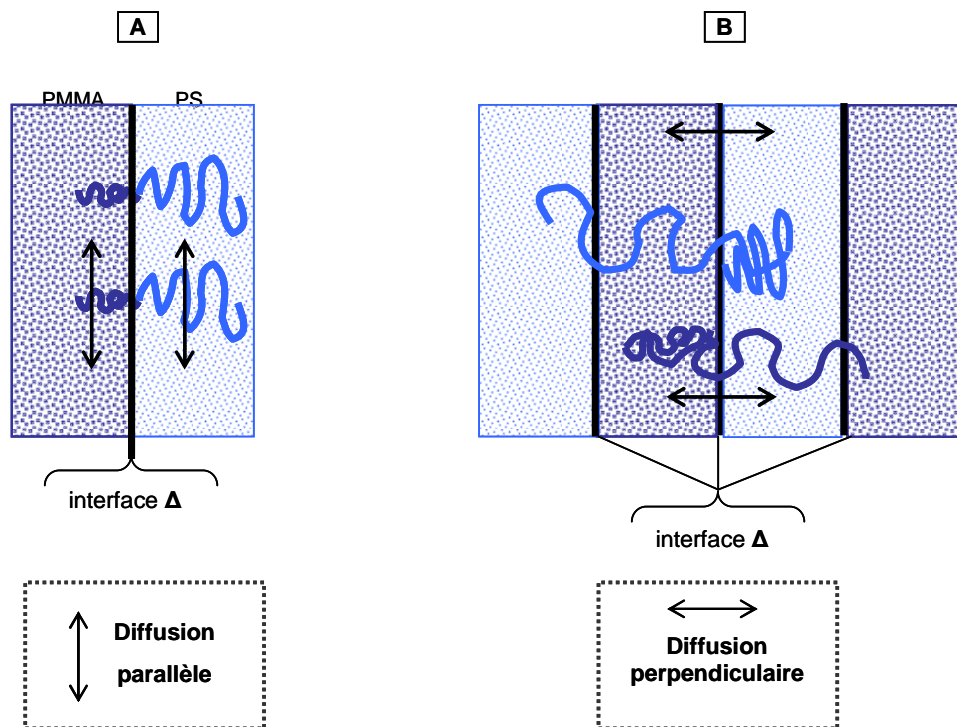 A
PMMA PS
interface Δ
Diffusion
parallèle
B
interface Δ
Diffusion
perpendiculaire